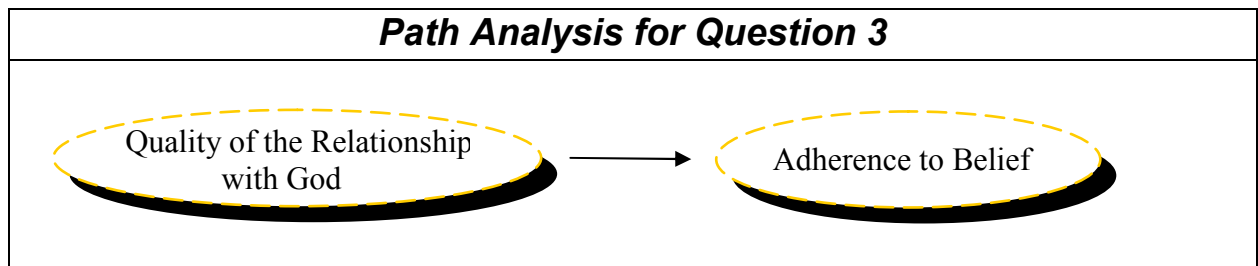 Path Analysis for Question 3
Quality of the Relationship
with God
Adherence to Belief